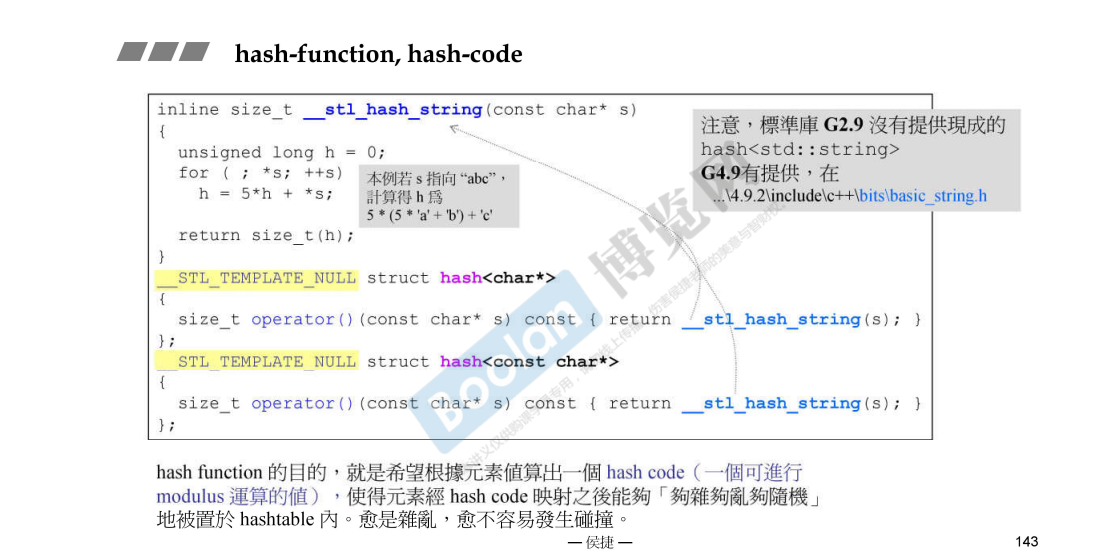 hash-function, hash-code
inline size_t __stl_hash_string(const char* s)
{
unsigned long h = 0;
for ( ; *s; ++s)
h = 5*h + *s;
return size_t(h);
}
本例若 s 指向 “abc”，
計算得 h 爲
5 * (5 * 'a' + 'b') + 'c'
注意，標準庫 G2.9 沒有提供現成的
hash<std::string>
G4.9有提供，在
...\4.9.2\include\c++\bits\basic_string.h
__STL_TEMPLATE_NULL struct hash<char*>
{
size_t operator()(const char* s) const { return __stl_hash_string(s); }
};
__STL_TEMPLATE_NULL struct hash<const char*>
{
size_t operator()(const char* s) const { return __stl_hash_string(s); }
};
Boolan 博览网
hash function 的目的，就是希望根據元素值算出一個 hash code（一個可進行
modulus 運算的值），使得元素經 hash code 映射之後能夠「夠雜夠亂夠隨機」
地被置於 hashtable 內。愈是雜亂，愈不容易發生碰撞。
— 侯捷 —
143